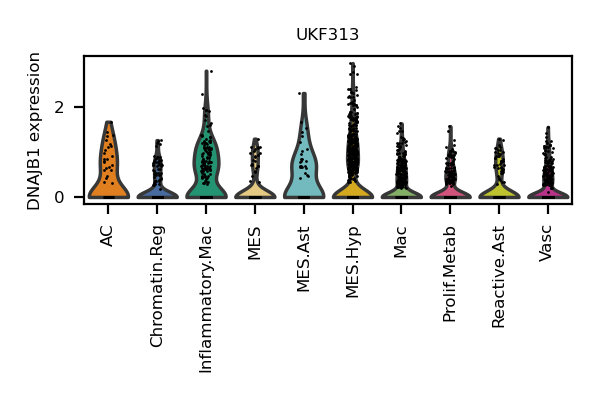 UKF313
DNAJB1 expression
2
0
AC
Chromatin.Reg
Inflammatory.Mac
MES
MES.Ast
MES.Hyp
Mac
Prolif.Metab
Reactive.Ast
Vasc